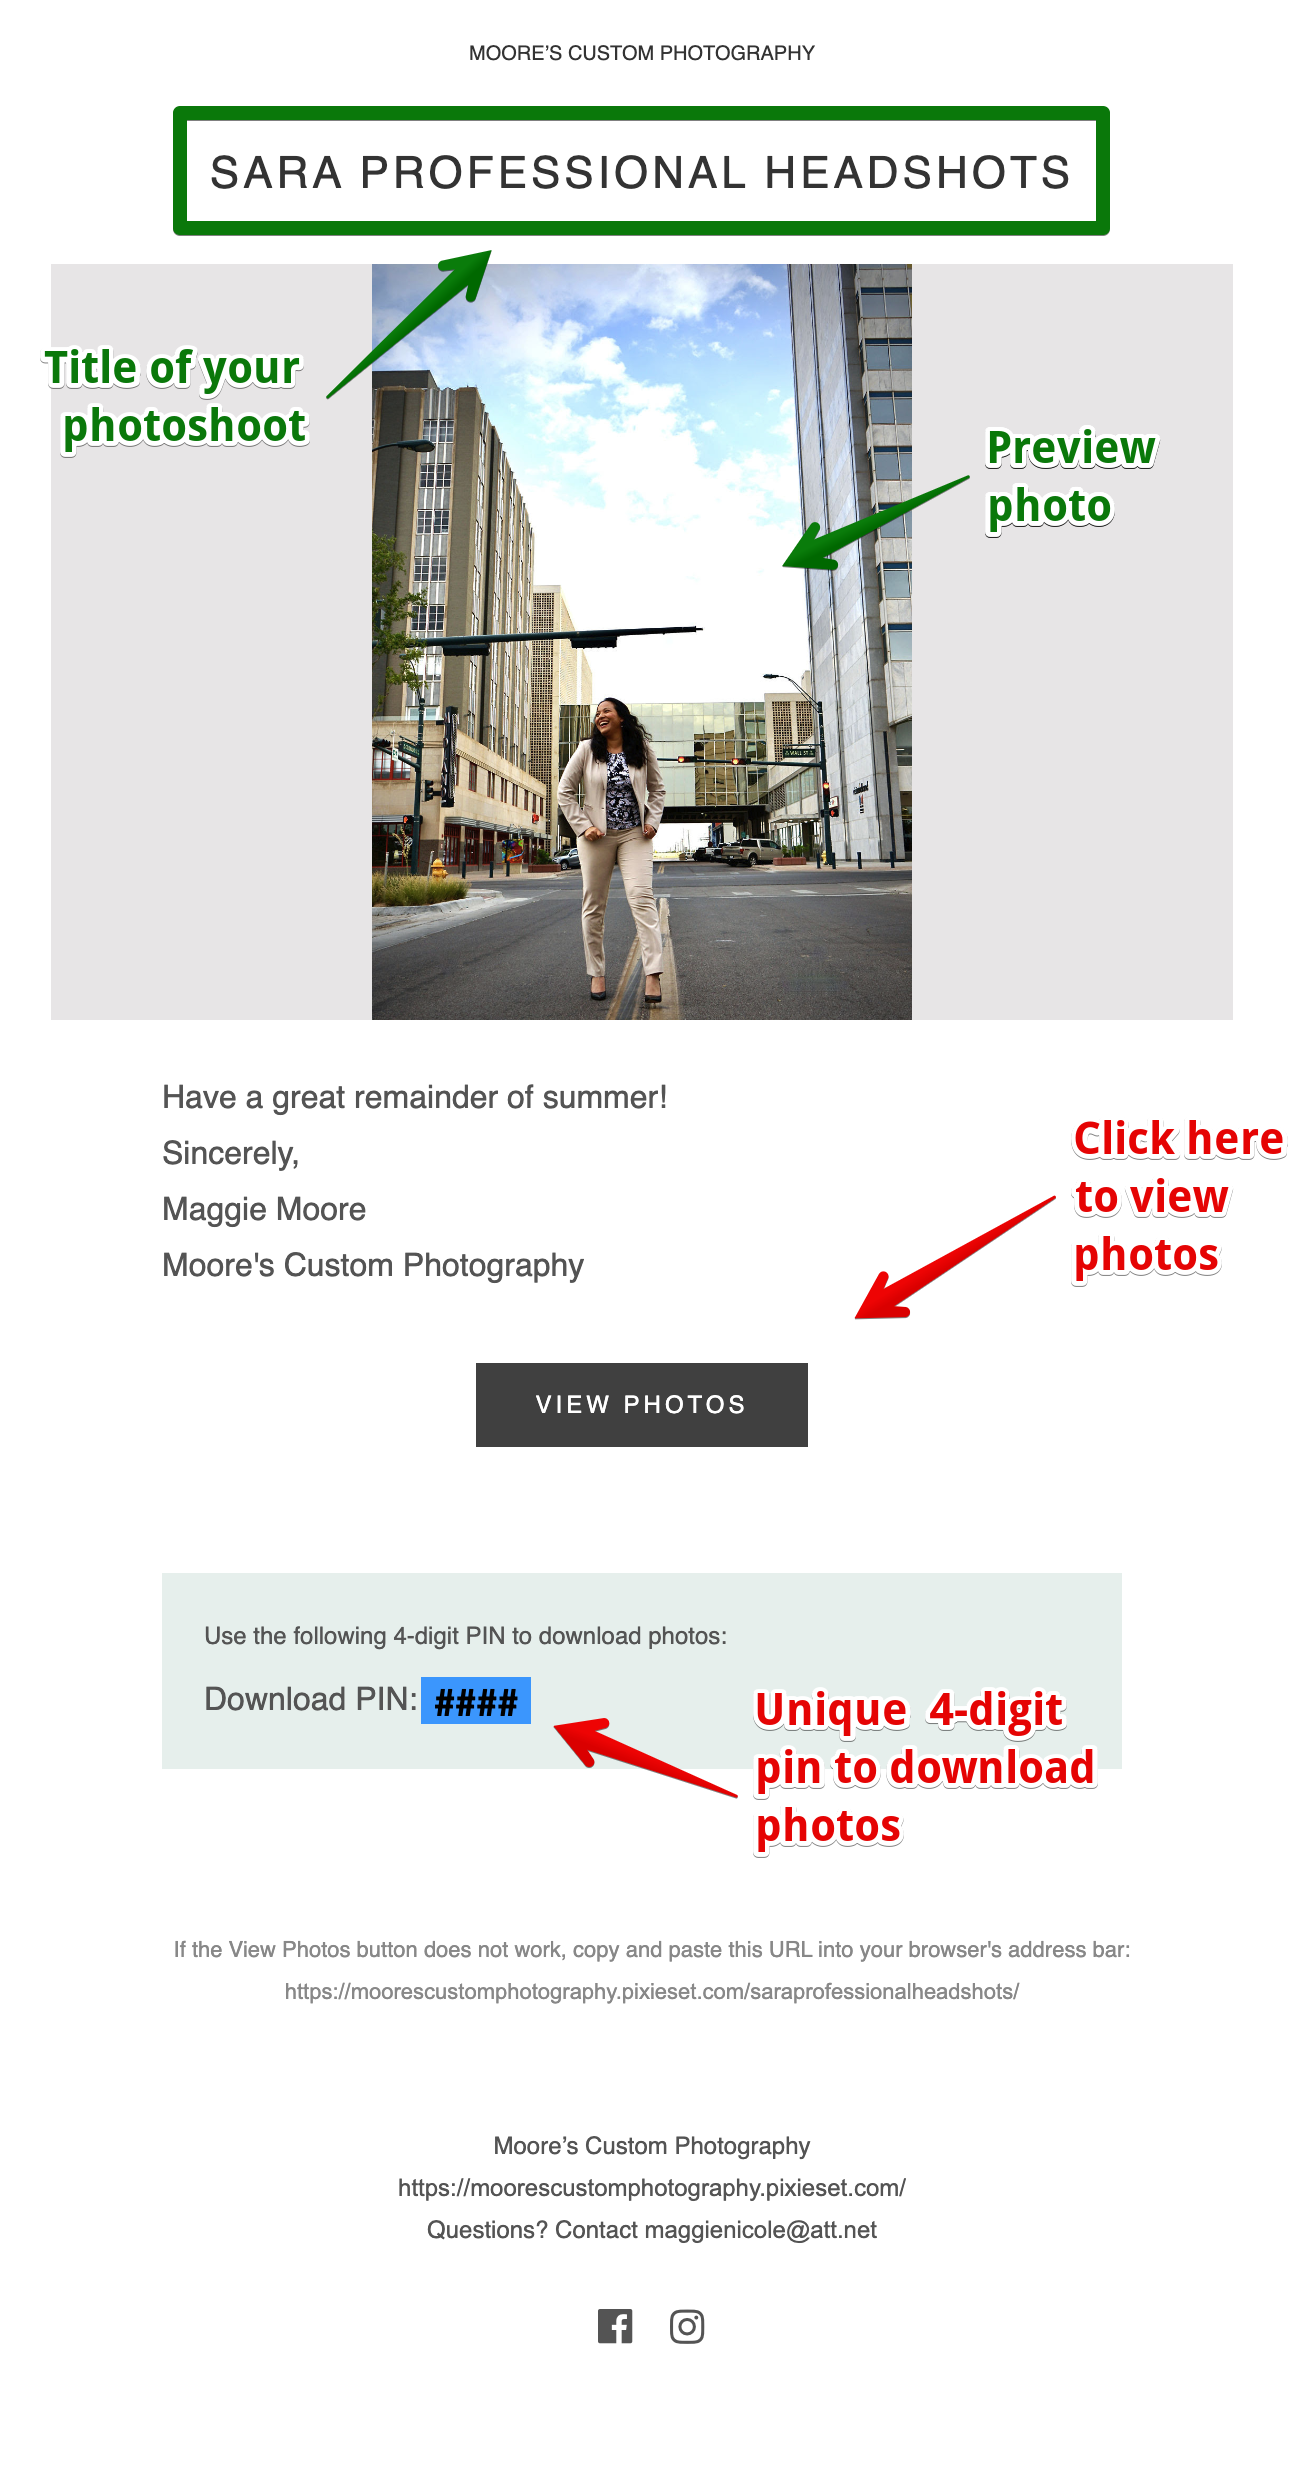 MOORE’S CUSTOM PHOTOGRAPHY
SARA PROFESSIONAL HEADSHOTS
Title of your
photoshoot
Preview
photo
WALL ST
Have a great remainder of summer!
Sincerely,
Maggie Moore
Moore's Custom Photography
Click here
to view
photos
VIEW PHOTOS
Use the following 4-digit PIN to download photos:
Download PIN: ####
Unique 4-digit
pin to download
photos
If the View Photos button does not work, copy and paste this URL into your browser's address bar:
https://moorescustomphotography.pixieset.com/saraprofessionalheadshots/
Moore’s Custom Photography
https://moorescustomphotography.pixieset.com/
Questions? Contact maggienicole@att.net